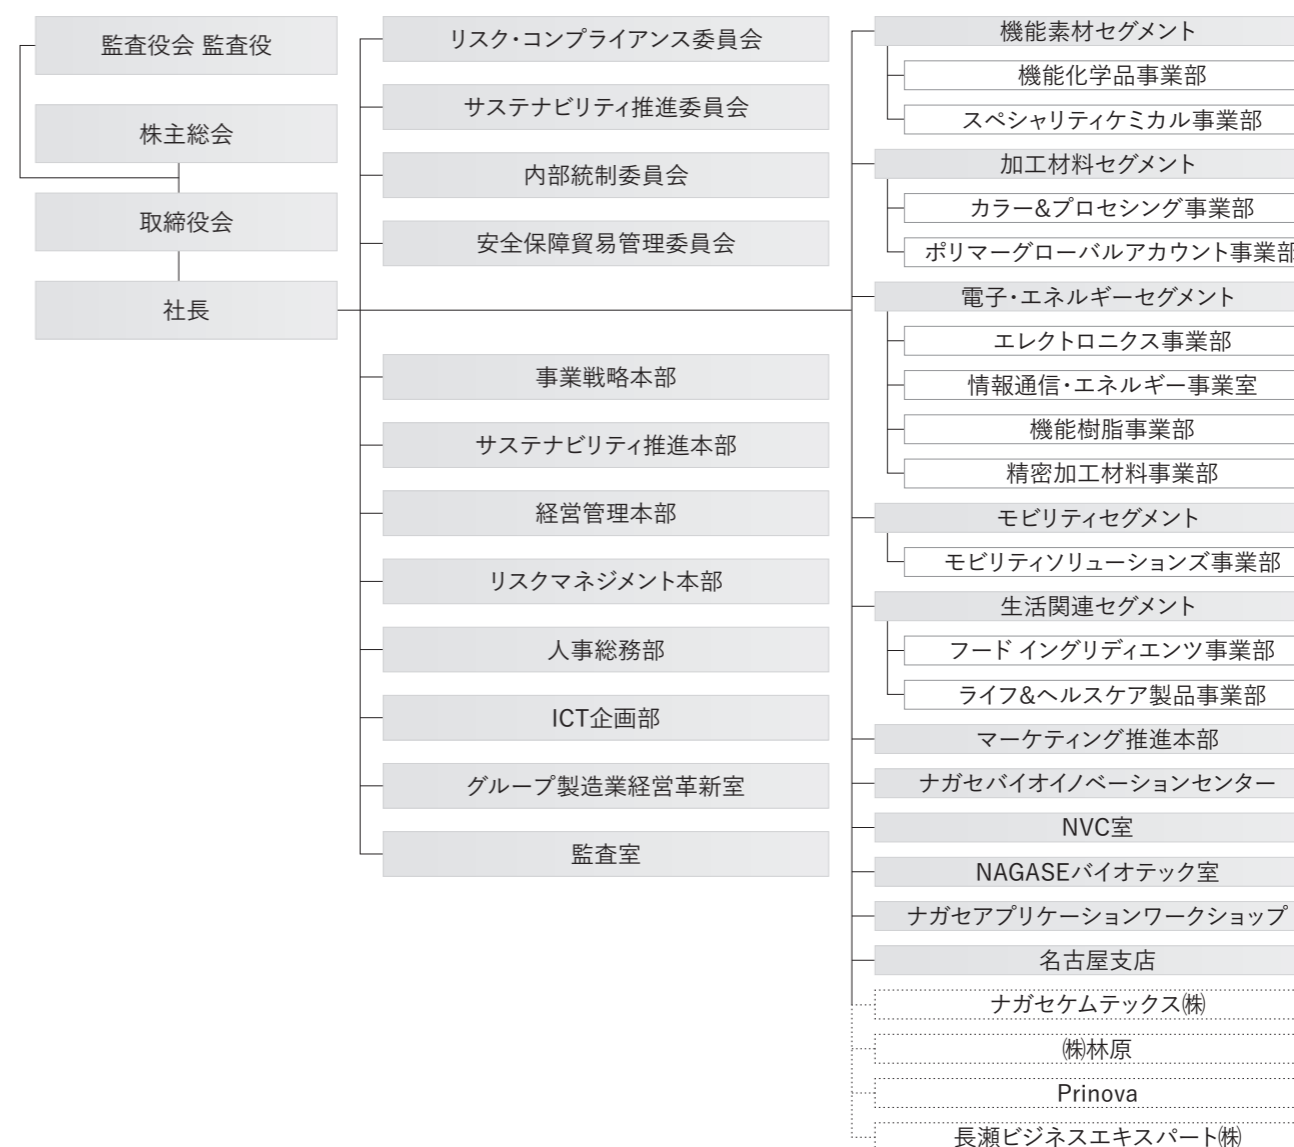 監査役会 監査役
株主総会
取締役会
社長
リスク・コンプライアンス委員会
サステナビリティ推進委員会
内部統制委員会
安全保障貿易管理委員会
事業戦略本部
サステナビリティ推進本部
経営管理本部
リスクマネジメント本部
人事総務部
ICT企画部
グループ製造業経営革新室
監査室
機能素材セグメント
機能化学品事業部
スペシャリティケミカル事業部
加工材料セグメント
カラー&プロセシング事業部
ポリマーグローバルアカウント事業部
電子・エネルギーセグメント
エレクトロニクス事業部
情報通信・エネルギー事業室
機能樹脂事業部
精密加工材料事業部
モビリティセグメント
モビリティソリューションズ事業部
生活関連セグメント
フード イングリディエンツ事業部
ライフ&ヘルスケア製品事業部
マーケティング推進本部
ナガセバイオイノベーションセンター
NVC室
NAGASEバイオテック室
ナガセアプリケーションワークショップ
名古屋支店
ナガセケムテックス㈱
㈱林原
Prinova
長瀬ビジネスエキスパート㈱